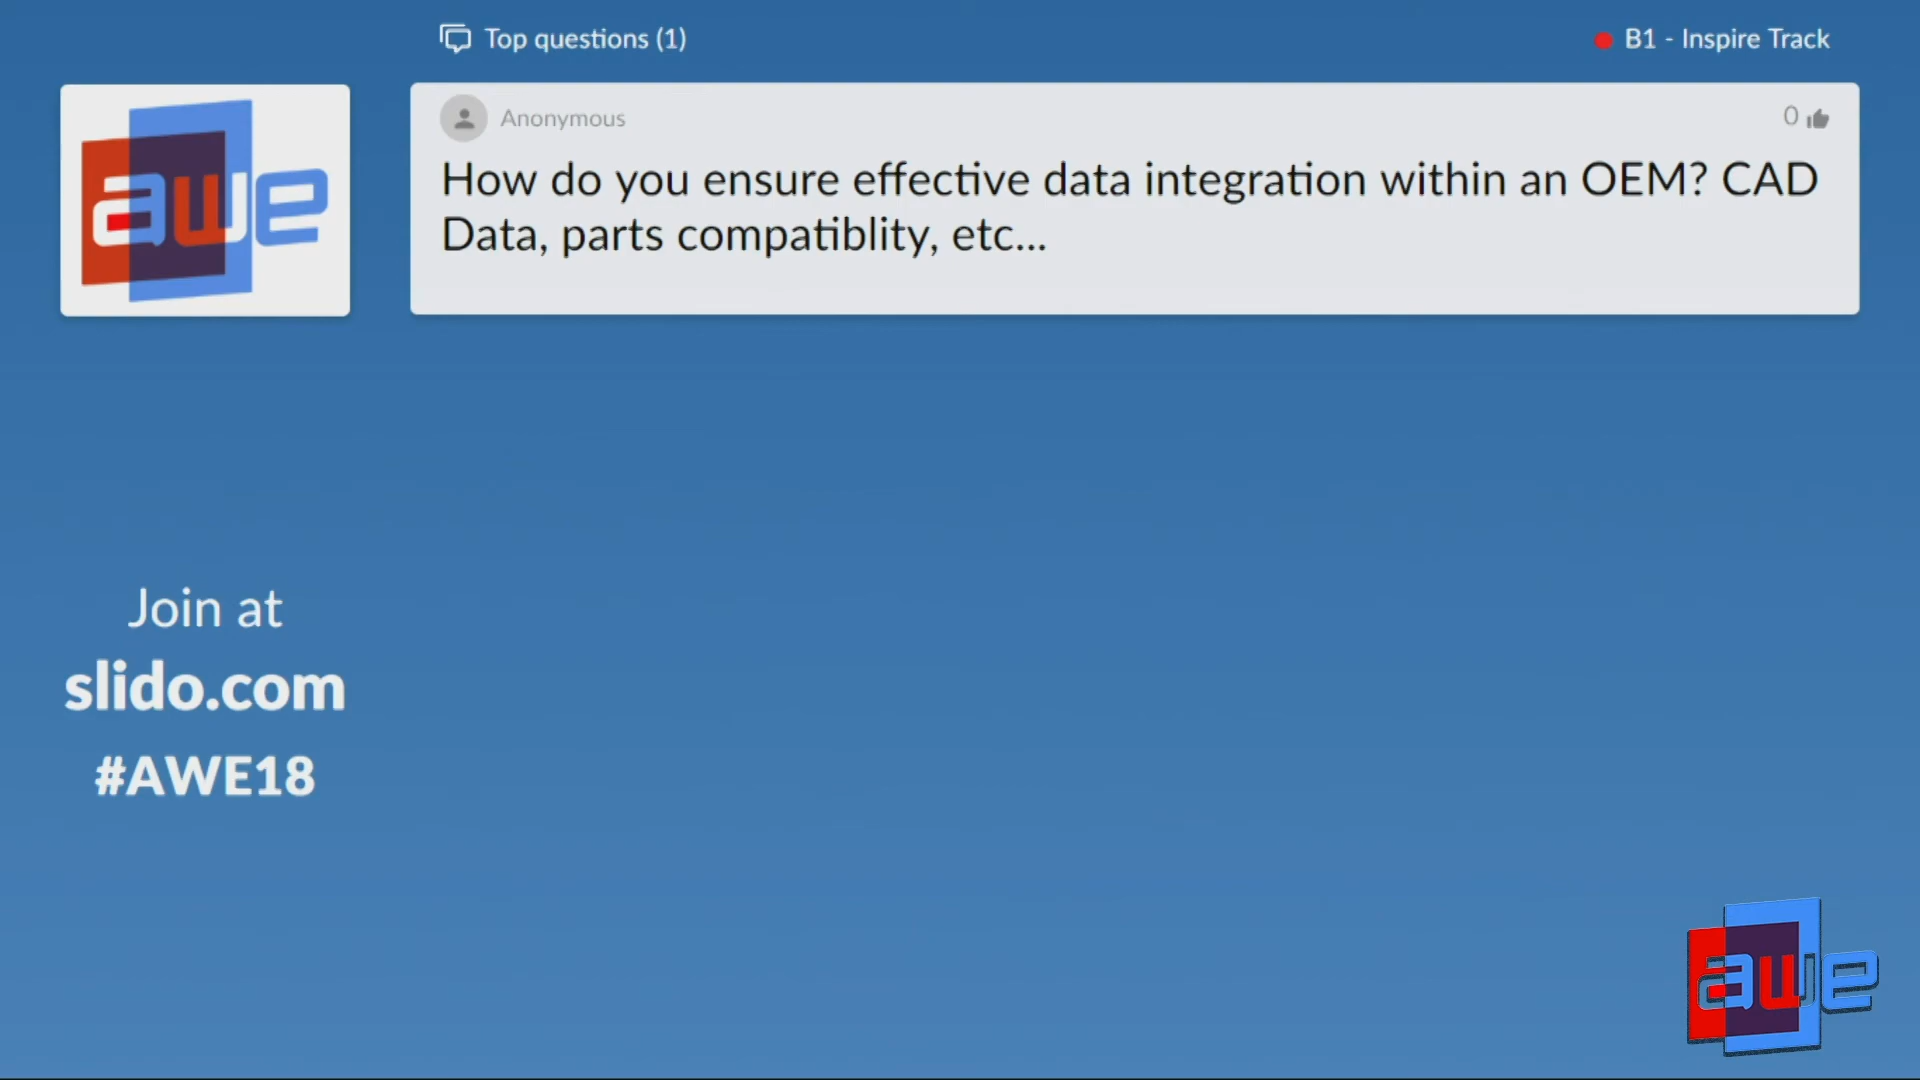 Top questions (1)
B1 - Inspire Track
awe
Anonymous
0
How do you ensure effective data integration within an OEM? CAD
Data, parts compatiblity, etc...
Join at
slido.com
#AWE18
awe